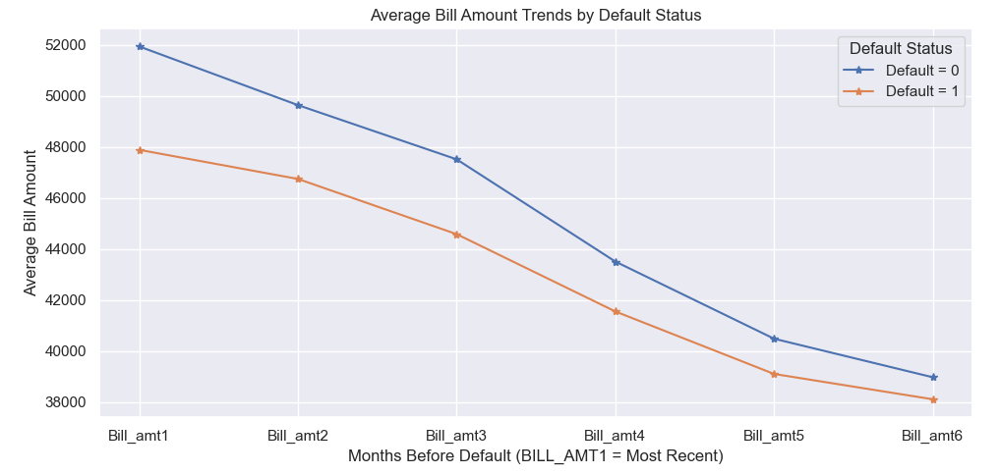 Average Bill Amount Trends by Default Status
Default Status
Default = 0
Default = 1
Average Bill Amount
52000
50000
48000
46000
44000
42000
40000
38000
Bill_amt1 Bill_amt2 Bill_amt3 Bill_amt4 Bill_amt5 Bill_amt6
Months Before Default (BILL_AMT1 = Most Recent)